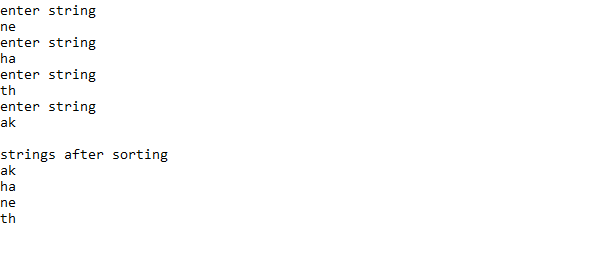 enter string
ne
enter string
ha
enter string
th
enter string
ak

strings after sorting
ak
ha
ne
th